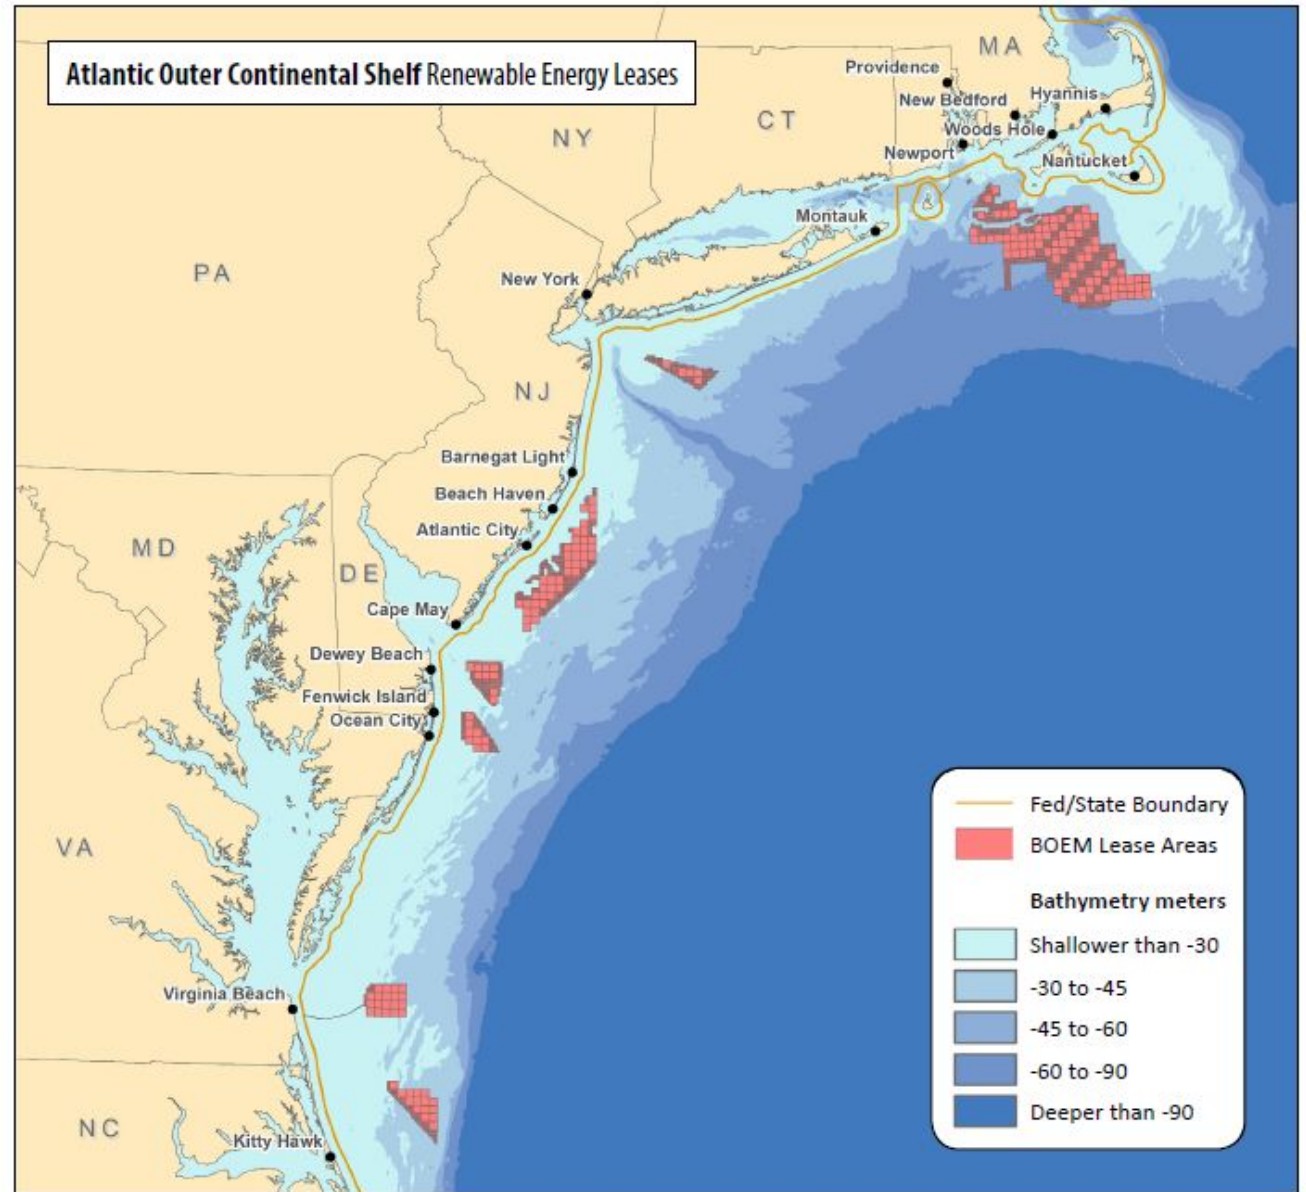 Atlantic Outer Continental Shelf Renewable Energy Leases
MA
Providence
New Bedford
Hyannis
CT
NY
Woods Hole
Newport
Nantucket
Montauk
PA
New York
NJ
Barnegat Light
Beach Haven
Atlantic City
MD
DE
Cape May
Dewey Beach
Fenwick Island
Ocean City
VA
Virginia Beach
NC
Kitty Hawk
Fed/State Boundary
BOEM Lease Areas
Bathymetry meters
Shallower than -30
-30 to -45
-45 to -60
-60 to -90
Deeper than -90